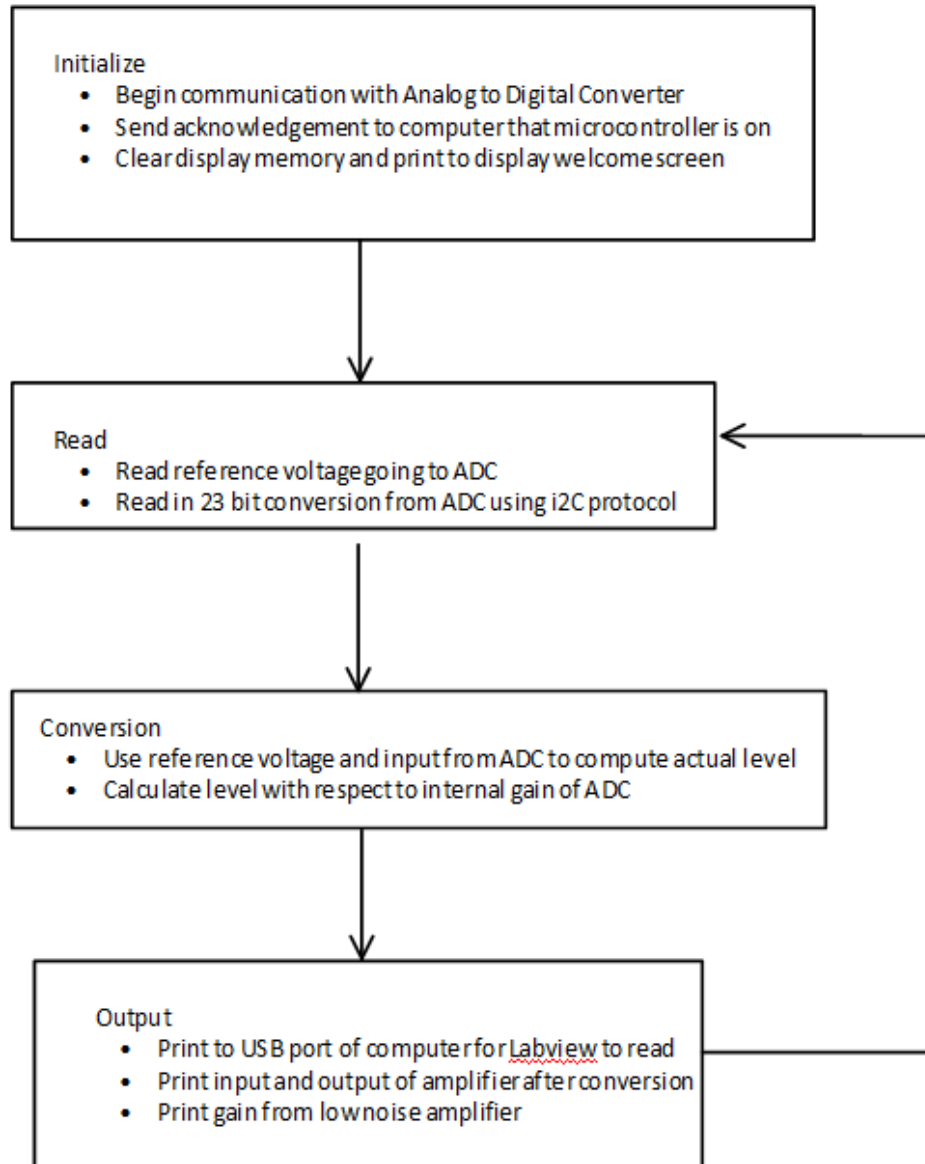 Initialize
• Begin communication with Analog to Digital Converter
• Send acknowledgement to computer that microcontroller is on
• Clear display memory and print to display welcome screen
Read
• Read reference voltage going to ADC
• Read in 23 bit conversion from ADC using i2C protocol
Conversion
• Use reference voltage and input from ADC to compute actual level
• Calculate level with respect to internal gain of ADC
Output
• Print to USB port of computer for Labview to read
• Print input and output of amplifier after conversion
• Print gain from low noise amplifier